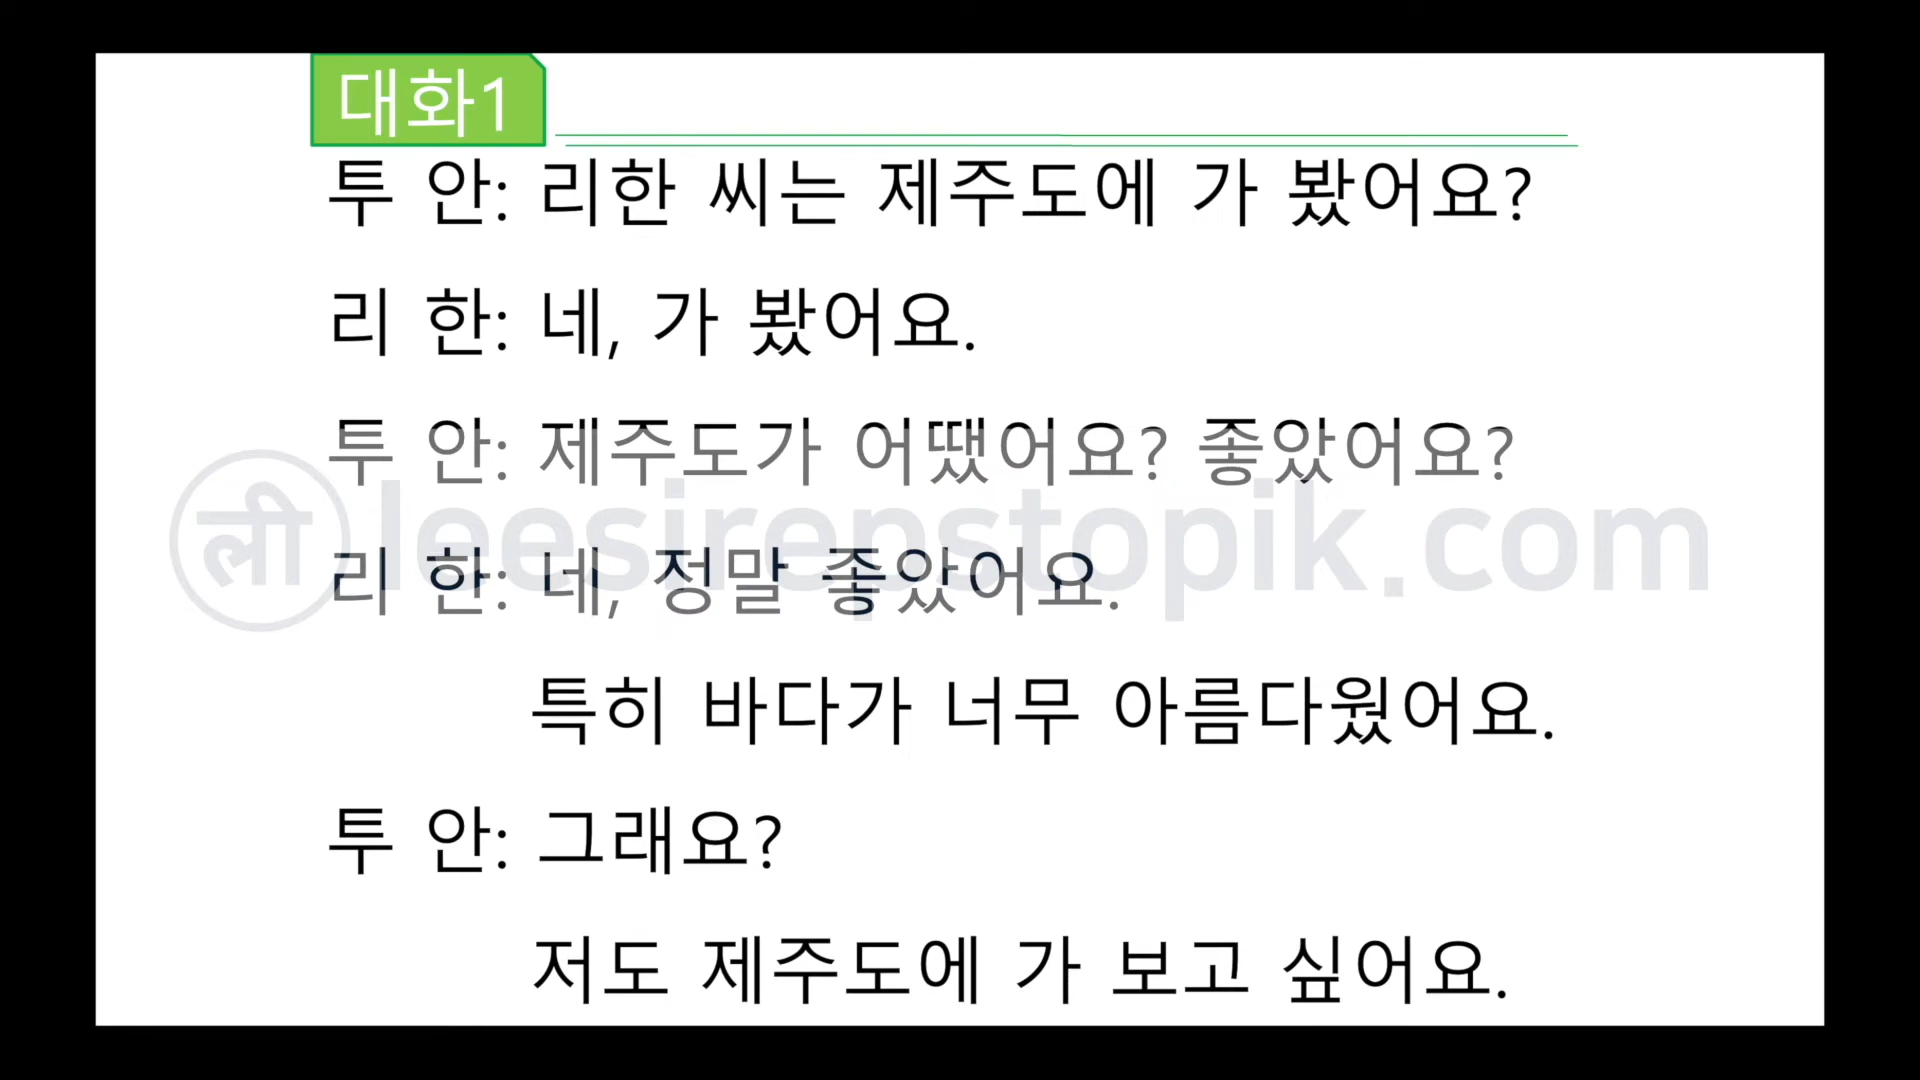 대화1
투 안: 리한 씨는 제주도에 가 봤어요?
리 한: 네, 가 봤어요.
투 안: 제주도가 어땠어요? 좋았어요?
ली leesirepstopik.com
리 한: 네, 정말 좋았어요.
특히 바다가 너무 아름다웠어요.
투 안: 그래요?
저도 제주도에 가 보고 싶어요.